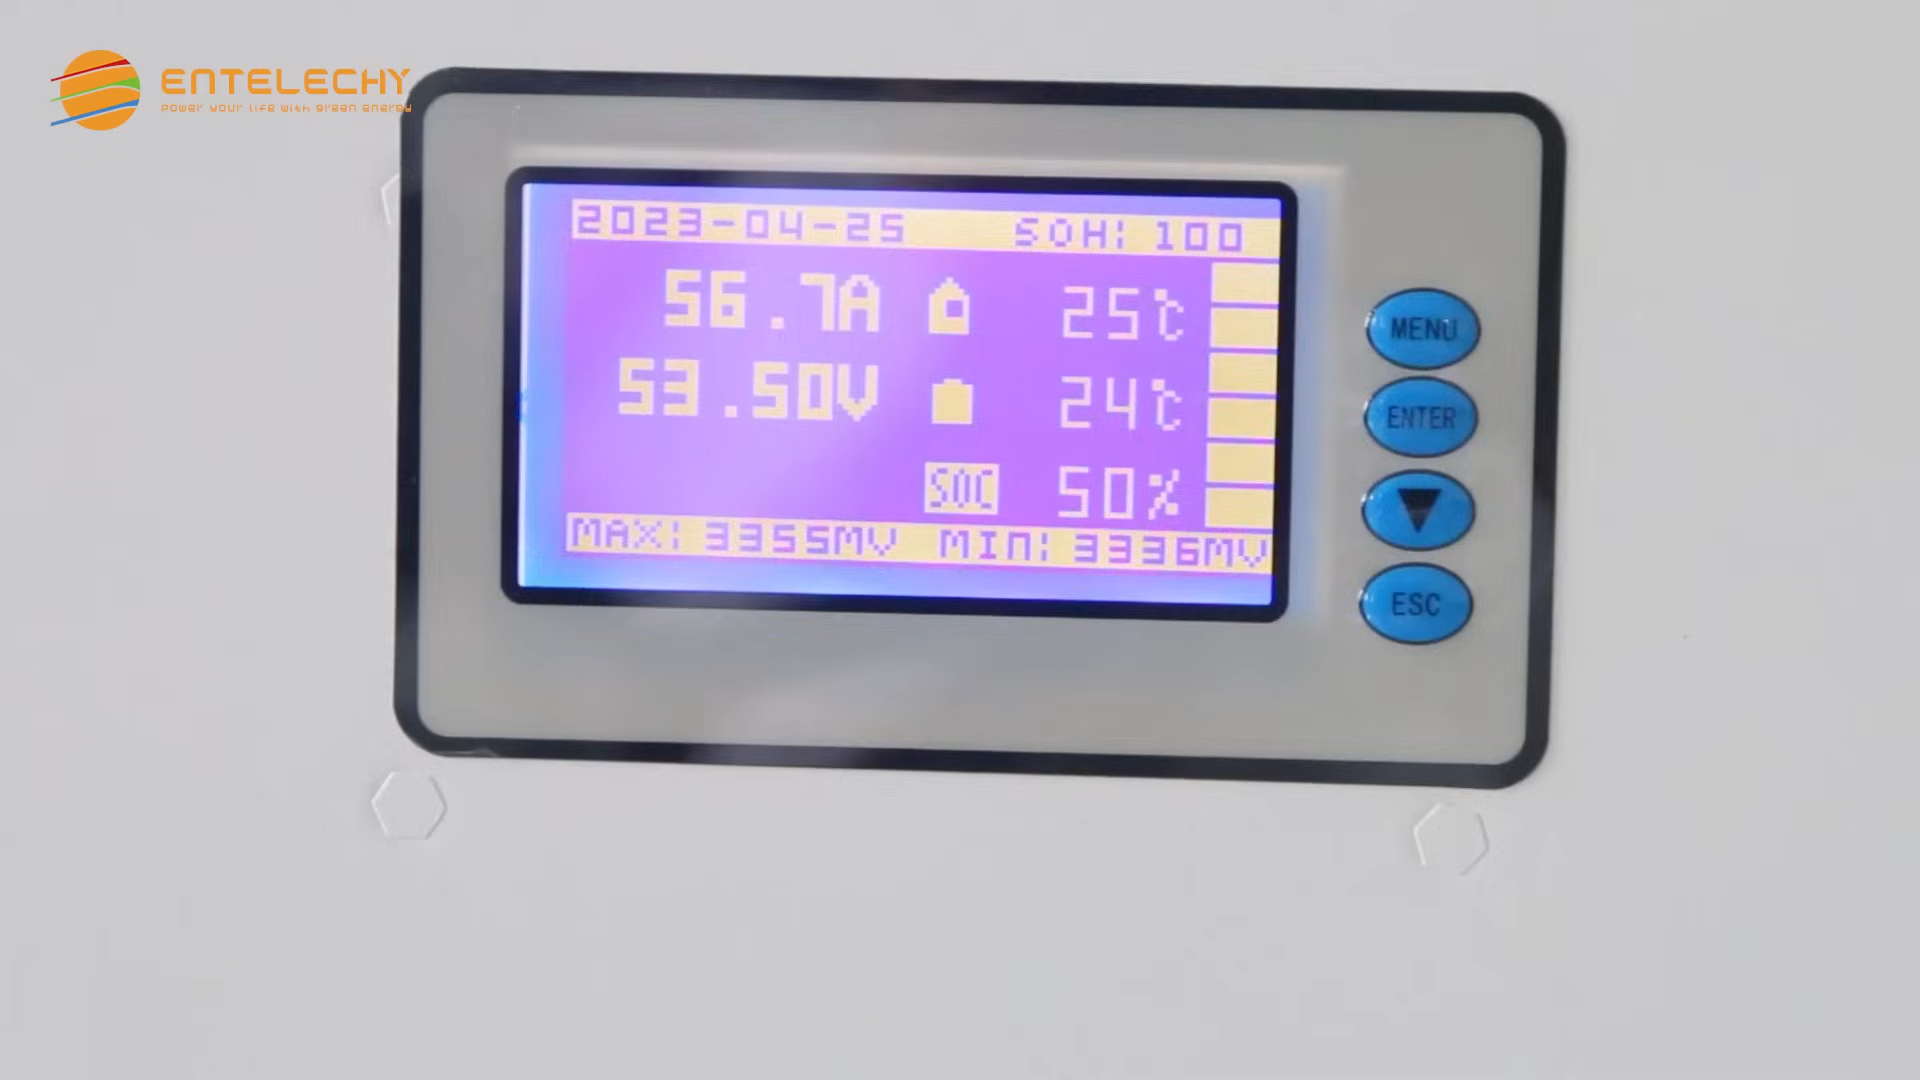 ENTELECHY
Power your life with green energy
2023-04-25 SOH: 100
56.7A 25℃
53.50V 24℃
SOC 50%
MAX: 3355MV MIN: 3336MV
MENU
ENTER
ESC